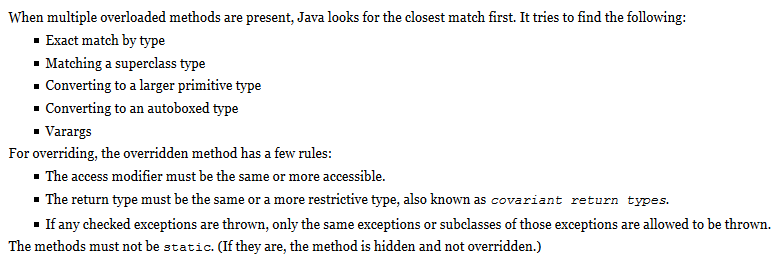 When multiple overloaded methods are present, Java looks for the closest match first. It tries to find the following:
▪ Exact match by type
▪ Matching a superclass type
▪ Converting to a larger primitive type
▪ Converting to an autoboxed type
▪ Varargs
For overriding, the overridden method has a few rules:
▪ The access modifier must be the same or more accessible.
▪ The return type must be the same or a more restrictive type, also known as covariant return types.
▪ If any checked exceptions are thrown, only the same exceptions or subclasses of those exceptions are allowed to be thrown.
The methods must not be static. (If they are, the method is hidden and not overridden.)